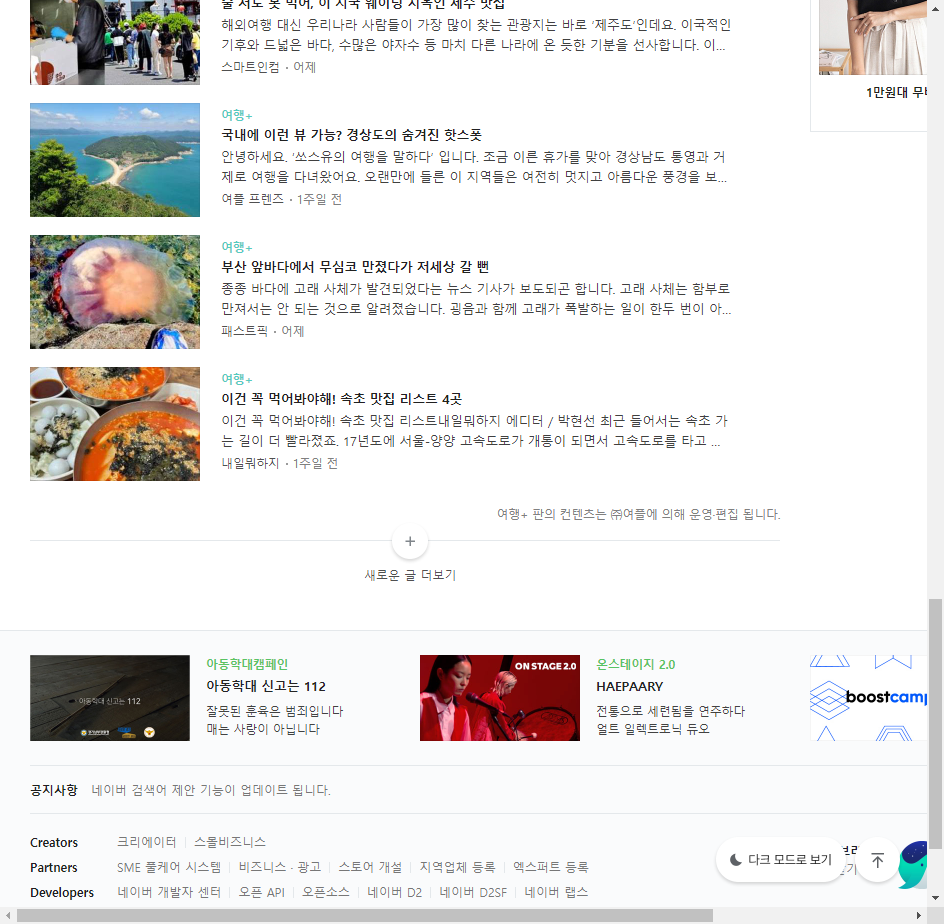 줄 서도 못 먹어, 이 시국 웨이팅 지옥인 제주 맛집
해외여행 대신 우리나라 사람들이 가장 많이 찾는 관광지는 바로 '제주도'인데요. 이국적인
기후와 드넓은 바다, 수많은 야자수 등 마치 다른 나라에 온 듯한 기분을 선사합니다. 이...
스마트인컴 · 어제
1만원대 무
여행+
국내에 이런 뷰 가능? 경상도의 숨겨진 핫스폿
안녕하세요. '쏘스유의 여행을 말하다' 입니다. 조금 이른 휴가를 맞아 경상남도 통영과 거
제로 여행을 다녀왔어요. 오랜만에 들른 이 지역들은 여전히 멋지고 아름다운 풍경을 보...
여플 프렌즈 · 1주일 전
여행+
부산 앞바다에서 무심코 만졌다가 저세상 갈 뻔
종종 바다에 고래 사체가 발견되었다는 뉴스 기사가 보도되곤 합니다. 고래 사체는 함부로
만져서는 안 되는 것으로 알려졌습니다. 굉음과 함께 고래가 폭발하는 일이 한두 번이 아...
패스트픽 · 어제
여행+
이건 꼭 먹어봐야해! 속초 맛집 리스트 4곳
이건 꼭 먹어봐야해! 속초 맛집 리스트내일뭐하지 에디터 / 박현선 최근 들어서는 속초 가
는 길이 더 빨라졌죠. 17년도에 서울-양양 고속도로가 개통이 되면서 고속도로를 타고 ...
내일뭐하지 · 1주일 전
여행+ 판의 컨텐츠는 ㈜여플에 의해 운영·편집 됩니다.
+
새로운 글 더보기
아동학대 신고는 112
아동학대캠페인
아동학대 신고는 112
잘못된 훈육은 범죄입니다
매는 사랑이 아닙니다
ON STAGE 2.0
온스테이지 2.0
HAEPAARY
전통으로 세련됨을 연주하다
얼트 일렉트로닉 듀오
boostcamp
공지사항 네이버 검색어 제안 기능이 업데이트 됩니다.
Creators 크리에이터 스몰비즈니스
Partners SME 풀케어 시스템 비즈니스 · 광고 스토어 개설 지역업체 등록 엑스퍼트 등록
Developers 네이버 개발자 센터 오픈 API 오픈소스 네이버 D2 네이버 D2SF 네이버 랩스
다크 모드로 보기